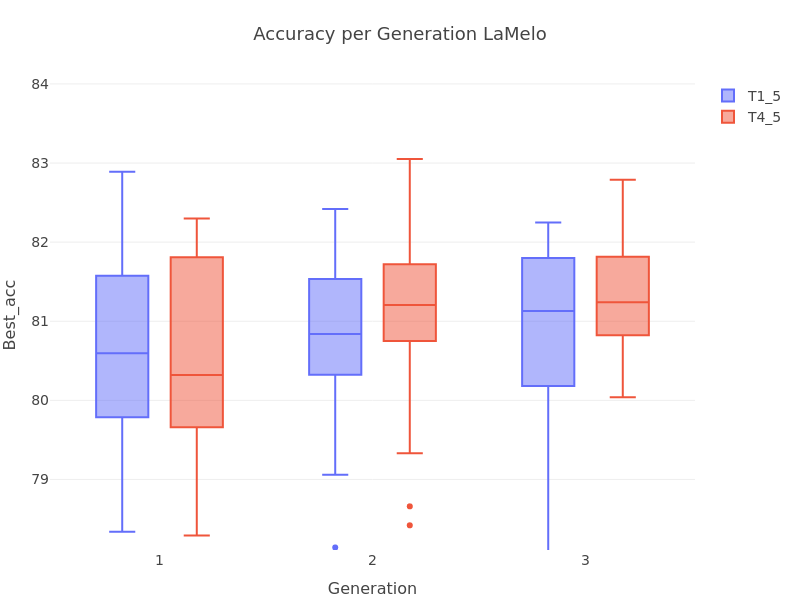 Accuracy per Generation LaMelo
84
83
82
81
80
79
Best_acc
1
2
3
Generation
T1_5
T4_5